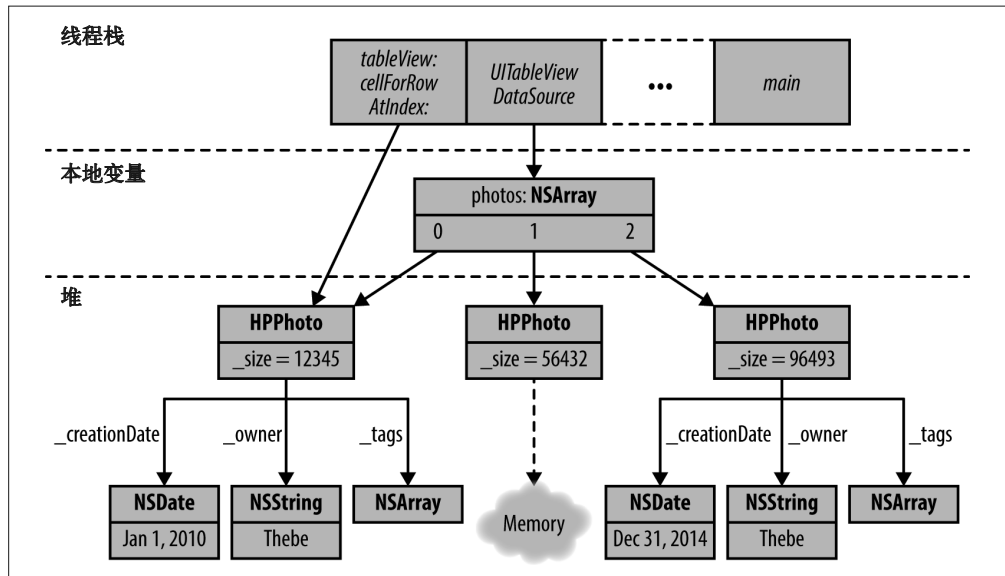 线程栈
tableView:
cellForRow
AtIndex:
UITableView
DataSource
...
main
本地变量
photos: NSArray
0 1 2
堆
HPPhoto
_size = 12345
HPPhoto
_size = 56432
HPPhoto
_size = 96493
_creationDate
_owner
_tags
_creationDate
_owner
_tags
NSDate
Jan 1, 2010
NSString
Thebe
NSArray
Memory
NSDate
Dec 31, 2014
NSString
Thebe
NSArray